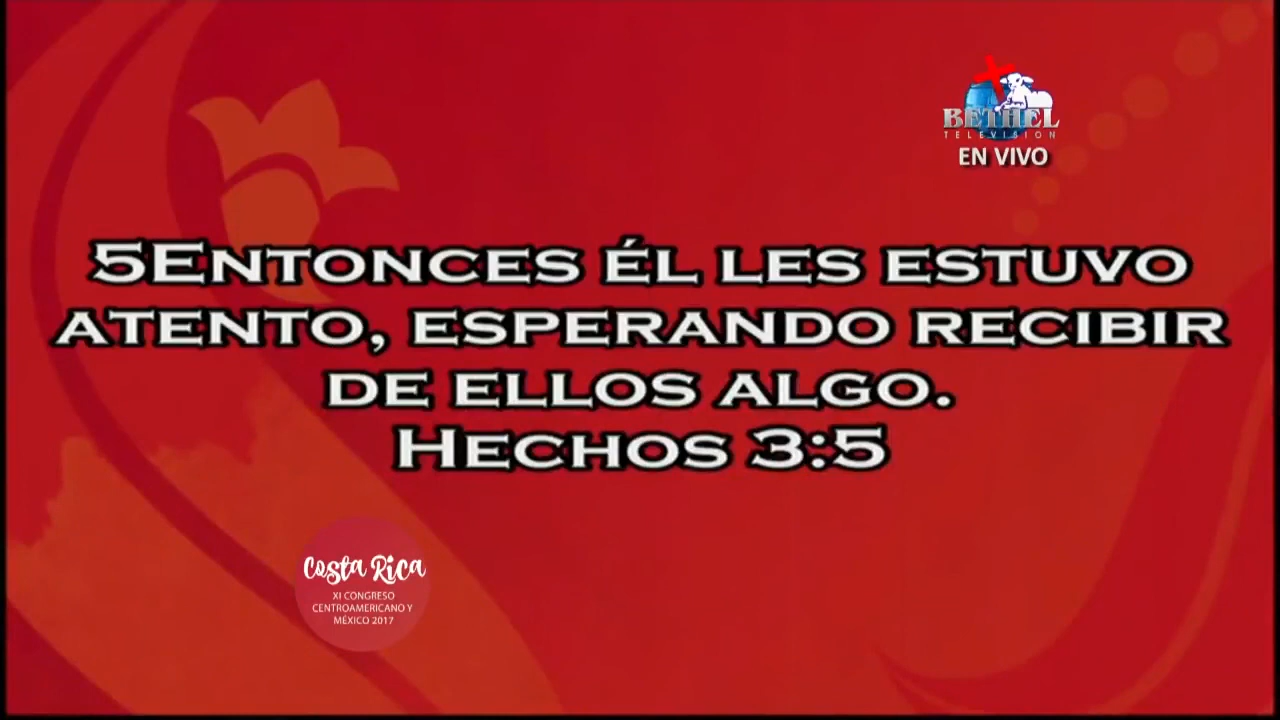 BETHEL
TELEVISION
EN VIVO
5Entonces él les estuvo
atento, esperando recibir
de ellos algo.
Hechos 3:5
Costa Rica
XI CONGRESO
CENTROAMERICANO Y
MÉXICO 2017